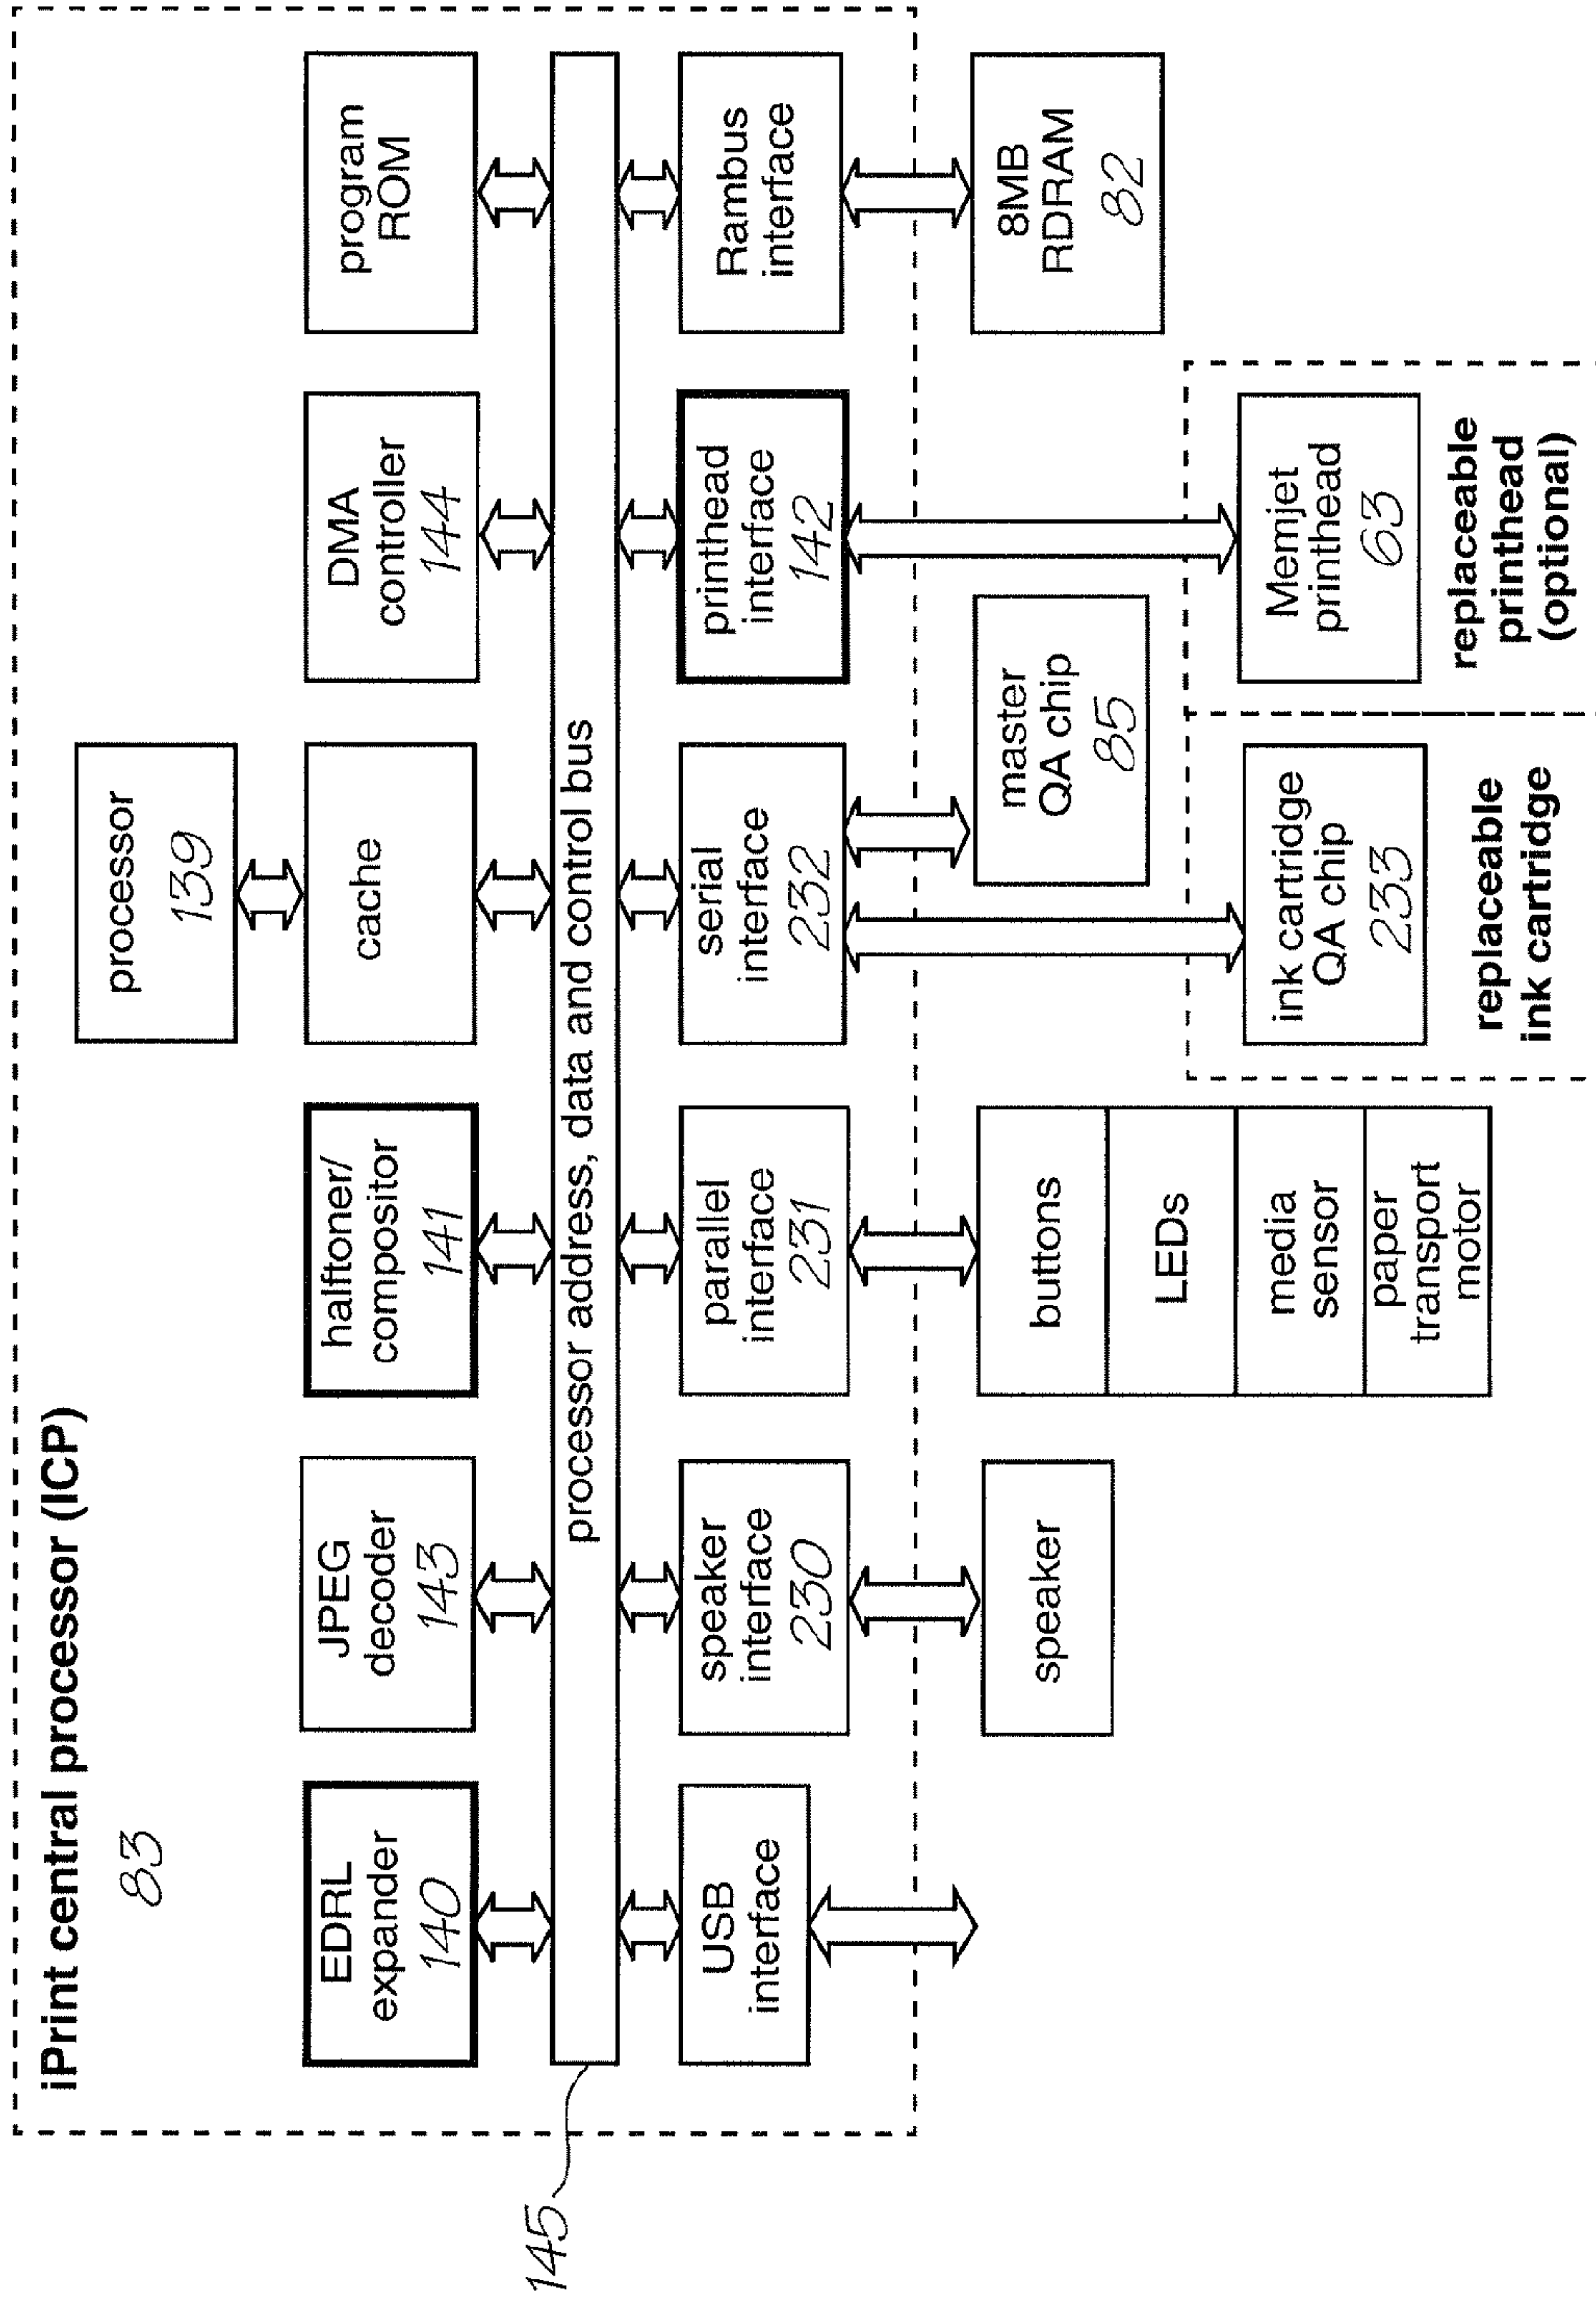 iPrint central processor (ICP)
83
processor
139
EDRL
expander
140
JPEG
decoder
143
halftoner/
compositor
141
cache
DMA
controller
144
program
ROM
145
processor address, data and control bus
USB
interface
speaker
interface
230
parallel
interface
231
serial
interface
232
printhead
interface
142
Rambus
interface
speaker
buttons
LEDs
media
sensor
paper
transport
motor
master
QA chip
85
8MB
RDRAM
82
ink cartridge
QA chip
233
replaceable
ink cartridge
Memjet
printhead
63
replaceable
printhead
(optional)